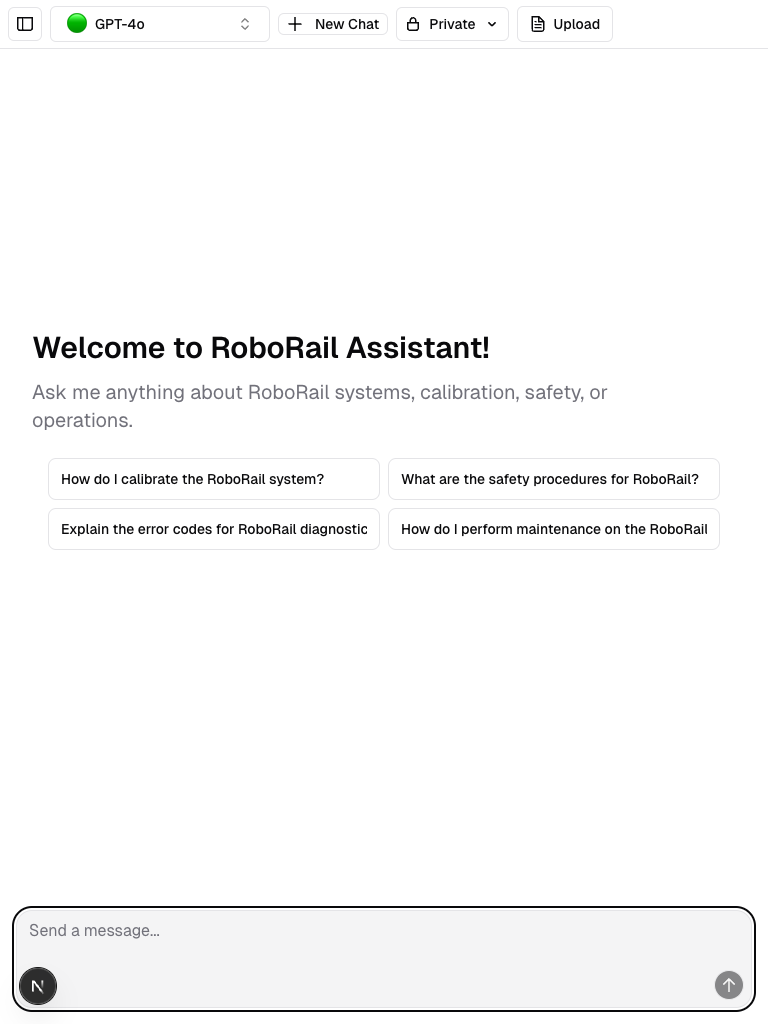 GPT-4o
New Chat
Private
Upload
Welcome to RoboRail Assistant!
Ask me anything about RoboRail systems, calibration, safety, or
operations.
How do I calibrate the RoboRail system?
What are the safety procedures for RoboRail?
Explain the error codes for RoboRail diagnostic
How do I perform maintenance on the RoboRail
Send a message...
N